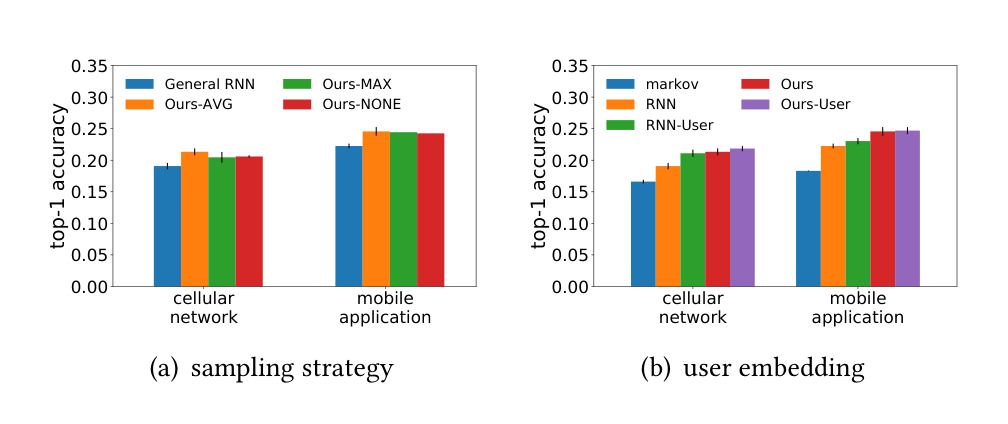 0.35
0.30
0.25
0.20
0.15
0.10
0.05
0.00
top-1 accuracy
General RNN
Ours-AVG
Ours-MAX
Ours-NONE
cellular
network
mobile
application
(a) sampling strategy
0.35
0.30
0.25
0.20
0.15
0.10
0.05
0.00
top-1 accuracy
markov
RNN
RNN-User
Ours
Ours-User
cellular
network
mobile
application
(b) user embedding